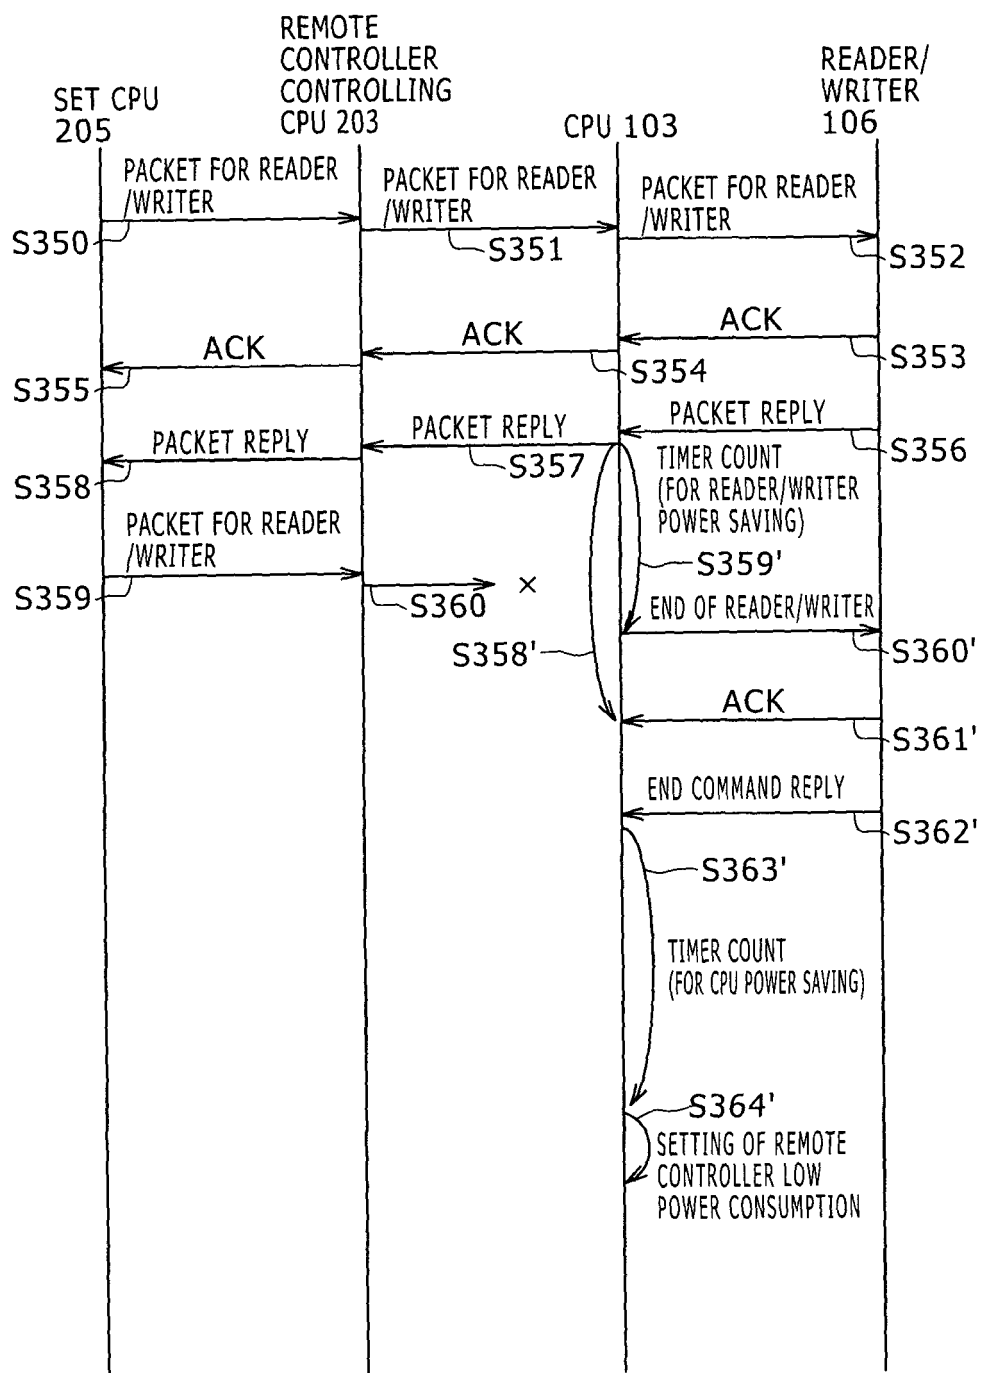 REMOTE
CONTROLLER
CONTROLLING
CPU 203
SET CPU
205
CPU 103
READER/
WRITER
106
PACKET FOR READER
/WRITER
S350
PACKET FOR READER
/WRITER
S351
PACKET FOR READER
/WRITER
S352
ACK
S353
ACK
S354
ACK
S355
PACKET REPLY
S356
PACKET REPLY
S357
PACKET REPLY
S358
TIMER COUNT
(FOR READER/WRITER
POWER SAVING)
S359'
PACKET FOR READER
/WRITER
S359
S360
×
S358'
END OF READER/WRITER
S360'
ACK
S361'
END COMMAND REPLY
S362'
S363'
TIMER COUNT
(FOR CPU POWER SAVING)
S364'
SETTING OF REMOTE
CONTROLLER LOW
POWER CONSUMPTION